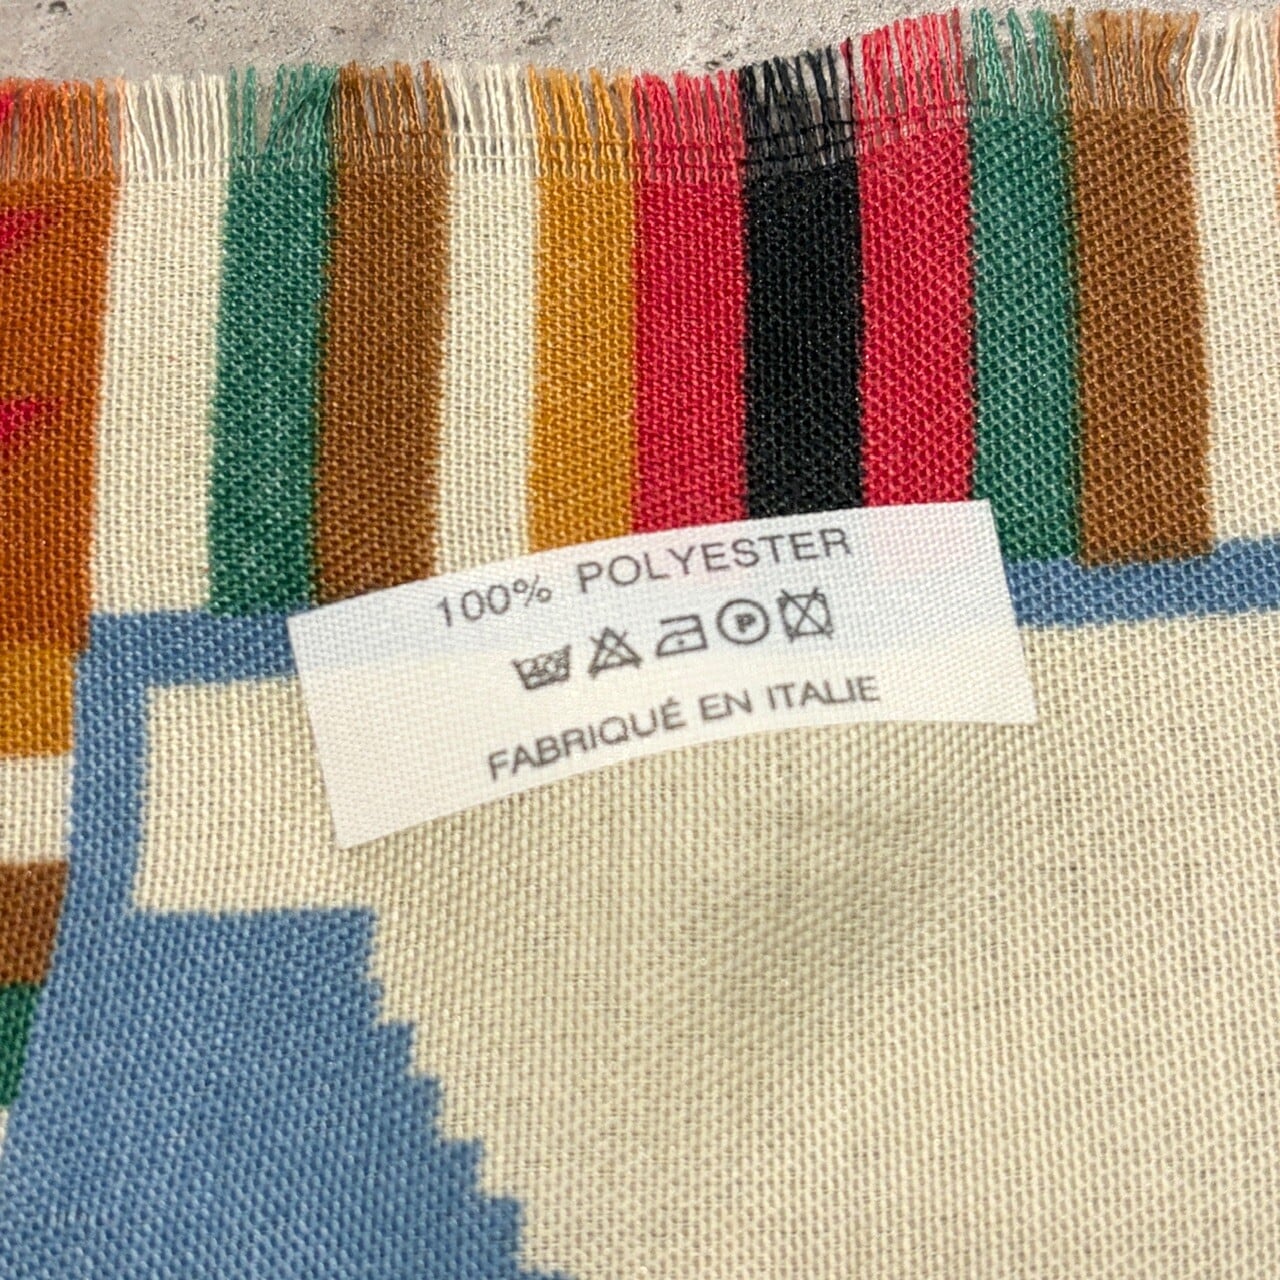 100% POLYESTER
P
FABRIQUÉ EN ITALIE